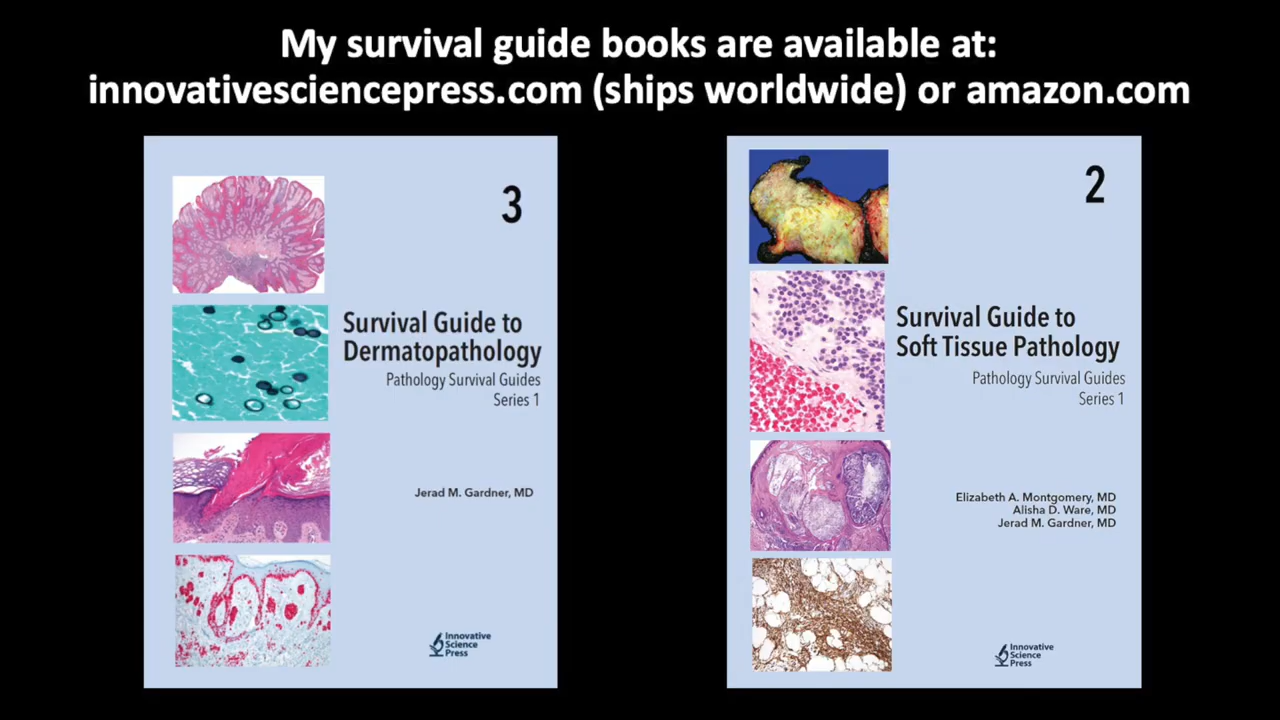 My survival guide books are available at:
innovativesciencepress.com (ships worldwide) or amazon.com
3
Survival Guide to
Dermatopathology
Pathology Survival Guides
Series 1
Jerad M. Gardner, MD
Innovative
Science
Press
2
Survival Guide to
Soft Tissue Pathology
Pathology Survival Guides
Series 1
Elizabeth A. Montgomery, MD
Alisha D. Ware, MD
Jerad M. Gardner, MD
Innovative
Science
Press